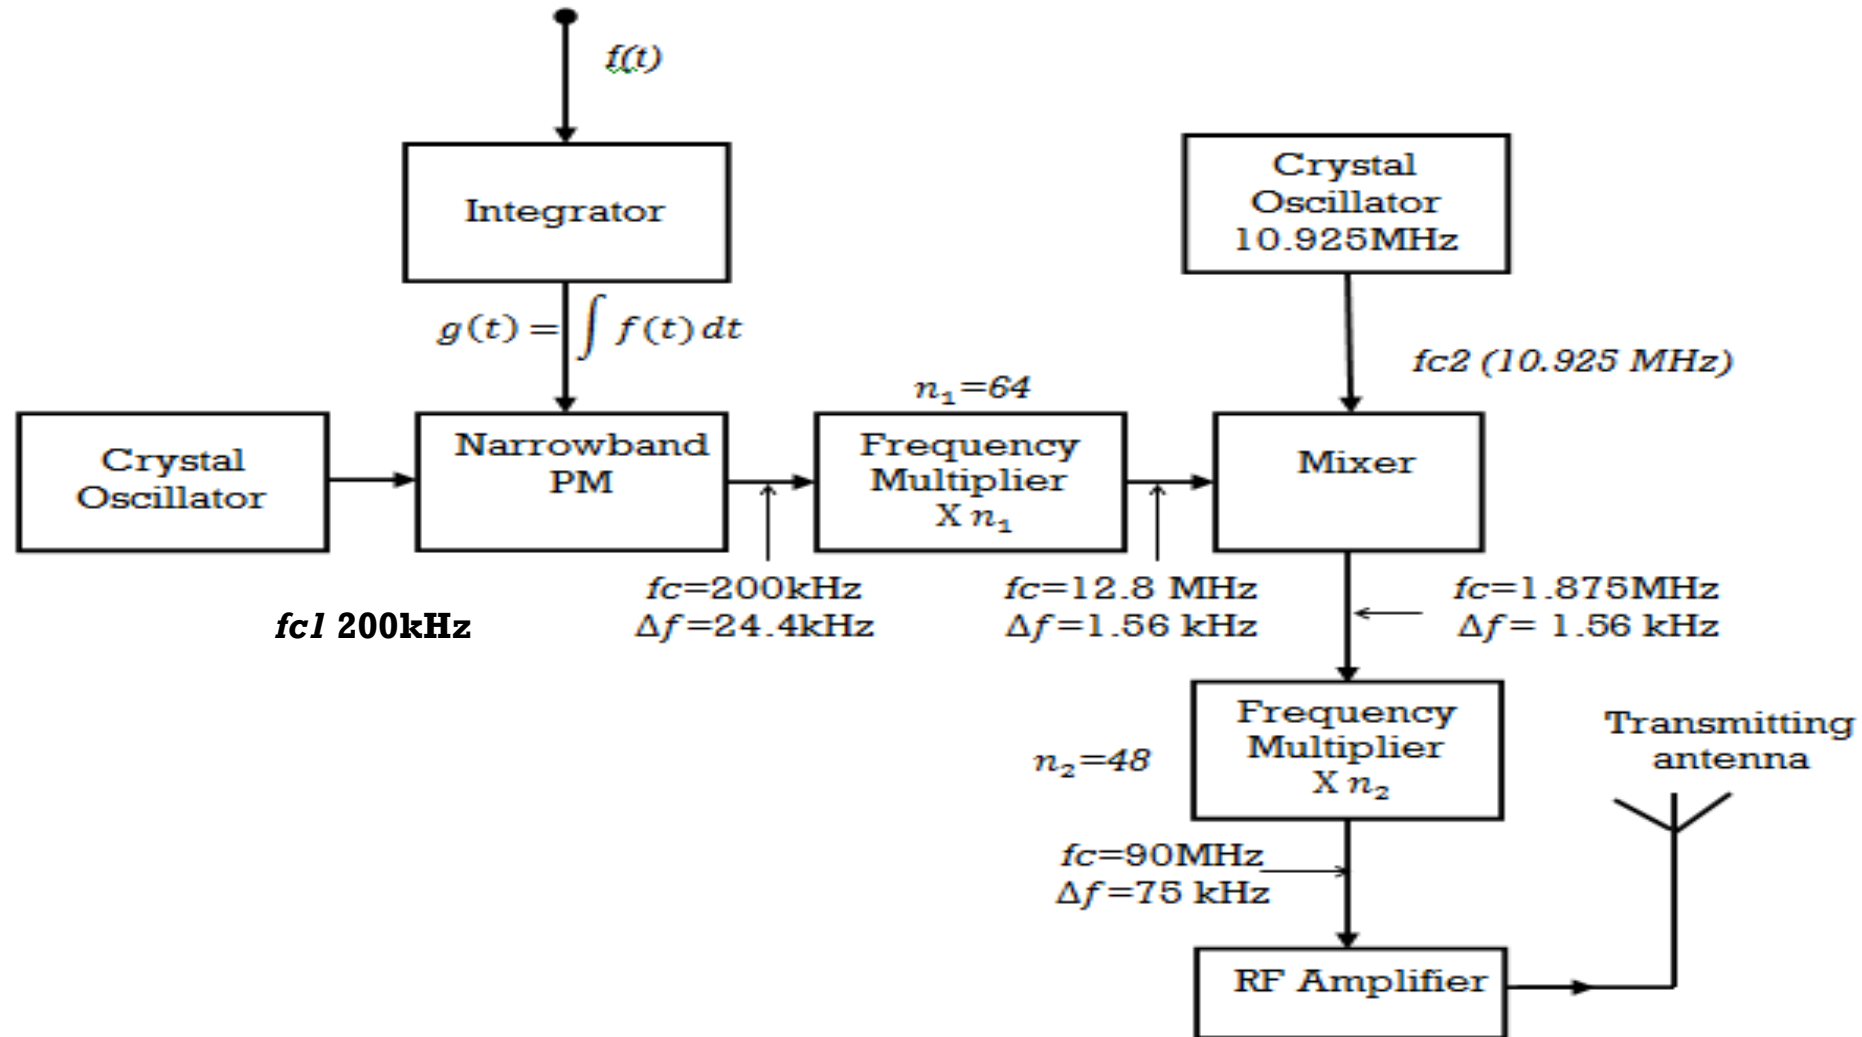 f(t)
Integrator
g(t) = ∫ f(t) dt
Crystal
Oscillator
10.925MHz
fc2 (10.925 MHz)
Crystal
Oscillator
fc1 200kHz
Narrowband
PM
fc=200kHz
Δf=24.4kHz
n₁=64
Frequency
Multiplier
X n₁
fc=12.8 MHz
Δf=1.56 kHz
Mixer
fc=1.875MHz
Δf= 1.56 kHz
n₂=48
Frequency
Multiplier
X n₂
fc=90MHz
Δf=75 kHz
RF Amplifier
Transmitting
antenna